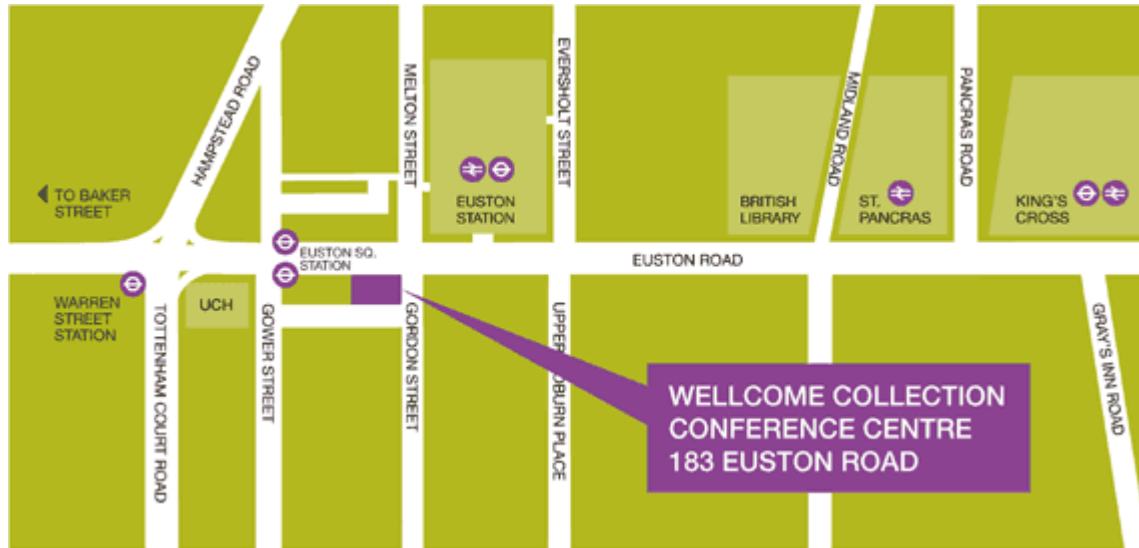 HAMPSTEAD ROAD
MELTON STREET
EVERSHOLT STREET
MIDLAND ROAD
PANCRAS ROAD
TO BAKER
STREET
EUSTON
STATION
BRITISH
LIBRARY
ST.
PANCRAS
KING'S
CROSS
EUSTON SQ.
STATION
EUSTON ROAD
WARREN
STREET
STATION
UCH
TOTTENHAM COURT ROAD
GOWER STREET
GORDON STREET
UPPER
PLACE
GRAY'S INN ROAD
WELLCOME COLLECTION
CONFERENCE CENTRE
183 EUSTON ROAD